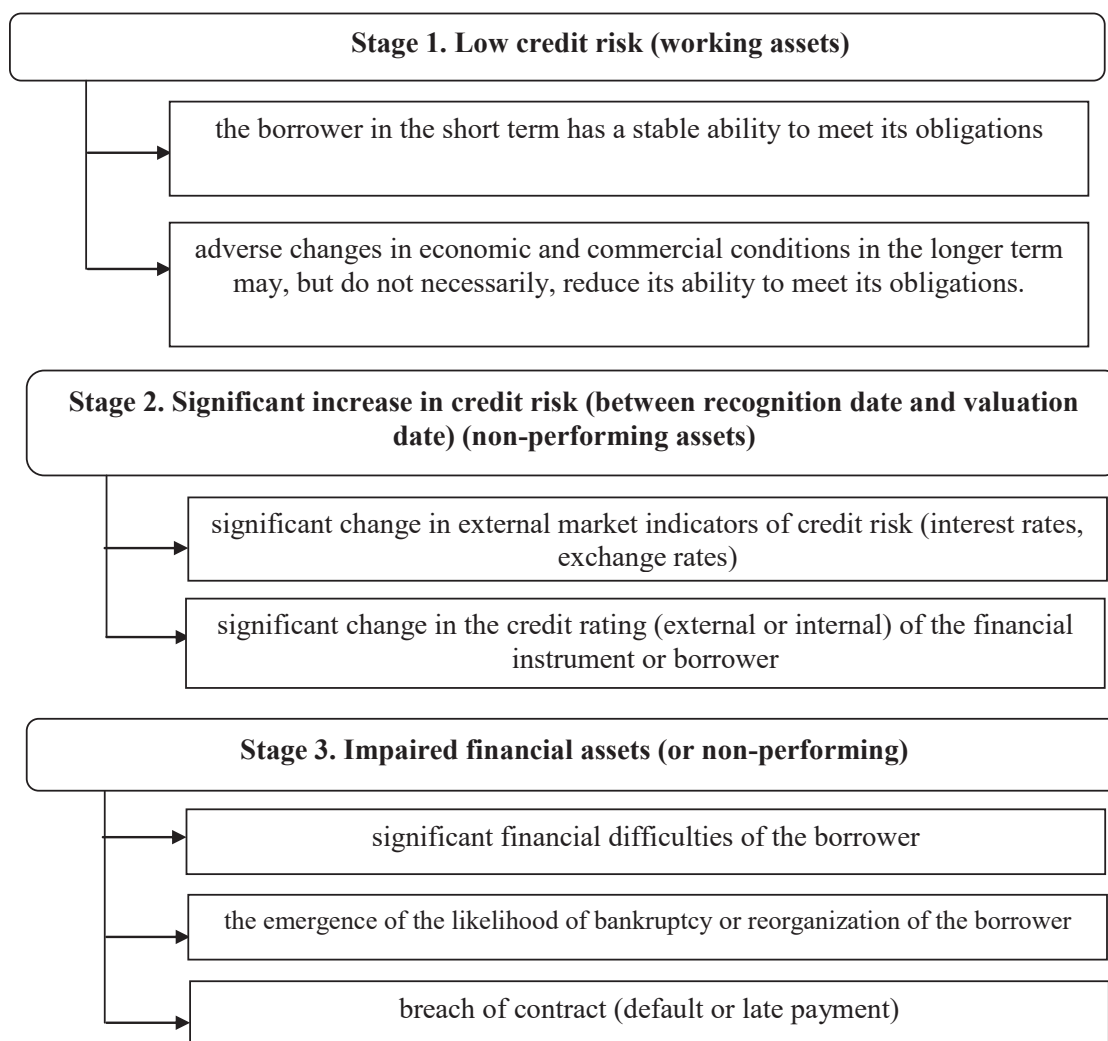 Stage 1. Low credit risk (working assets)
the borrower in the short term has a stable ability to meet its obligations
adverse changes in economic and commercial conditions in the longer term
may, but do not necessarily, reduce its ability to meet its obligations.
Stage 2. Significant increase in credit risk (between recognition date and valuation
date) (non-performing assets)
significant change in external market indicators of credit risk (interest rates,
exchange rates)
significant change in the credit rating (external or internal) of the financial
instrument or borrower
Stage 3. Impaired financial assets (or non-performing)
significant financial difficulties of the borrower
the emergence of the likelihood of bankruptcy or reorganization of the borrower
breach of contract (default or late payment)